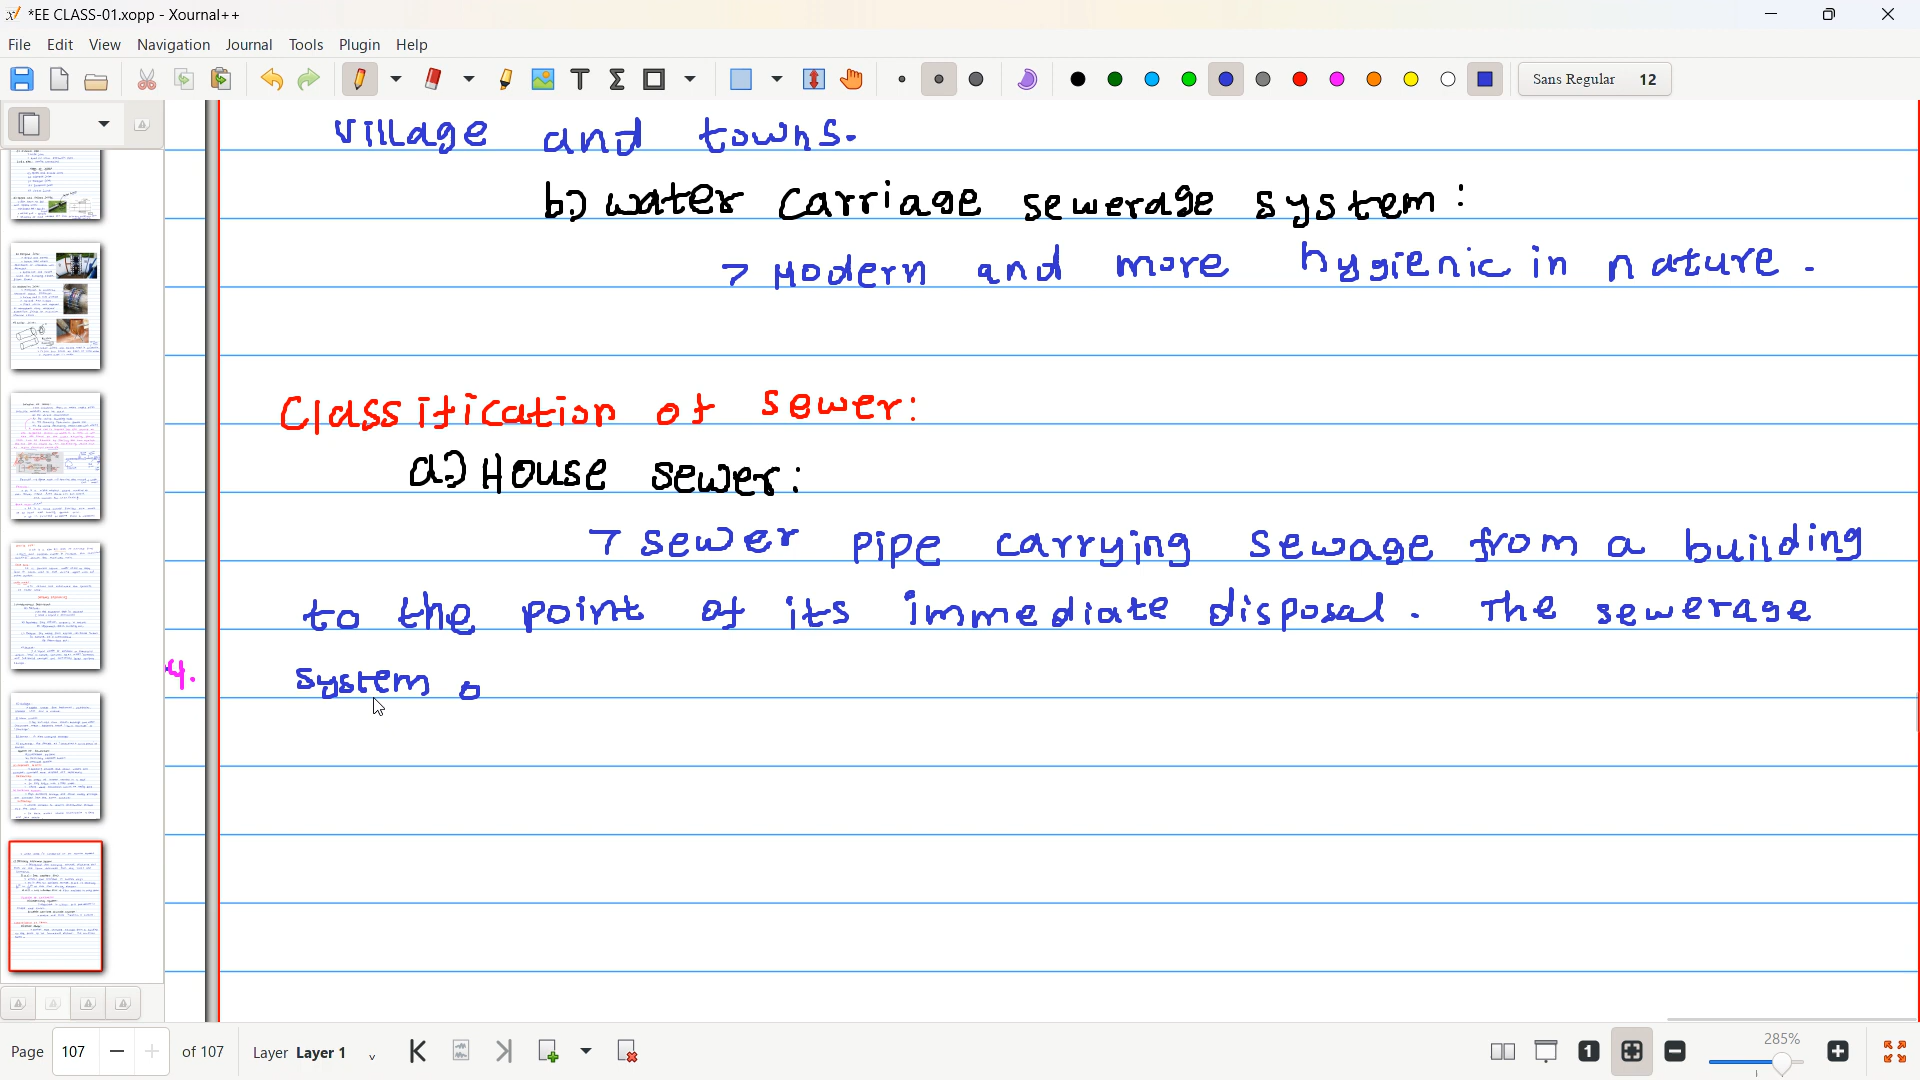 *EE CLASS-01.xopp - Xournal++
File Edit View Navigation Journal Tools Plugin Help
Sans Regular 12
village and towns.
b) water carriage sewerage system:
> Modern and more hygienic in nature.
Classification of sewer:
a) House sewer:
> sewer pipe carrying sewage from a building
to the point of its immediate disposal. The sewerage
4.
system o
Page 107 of 107 Layer Layer 1 285%